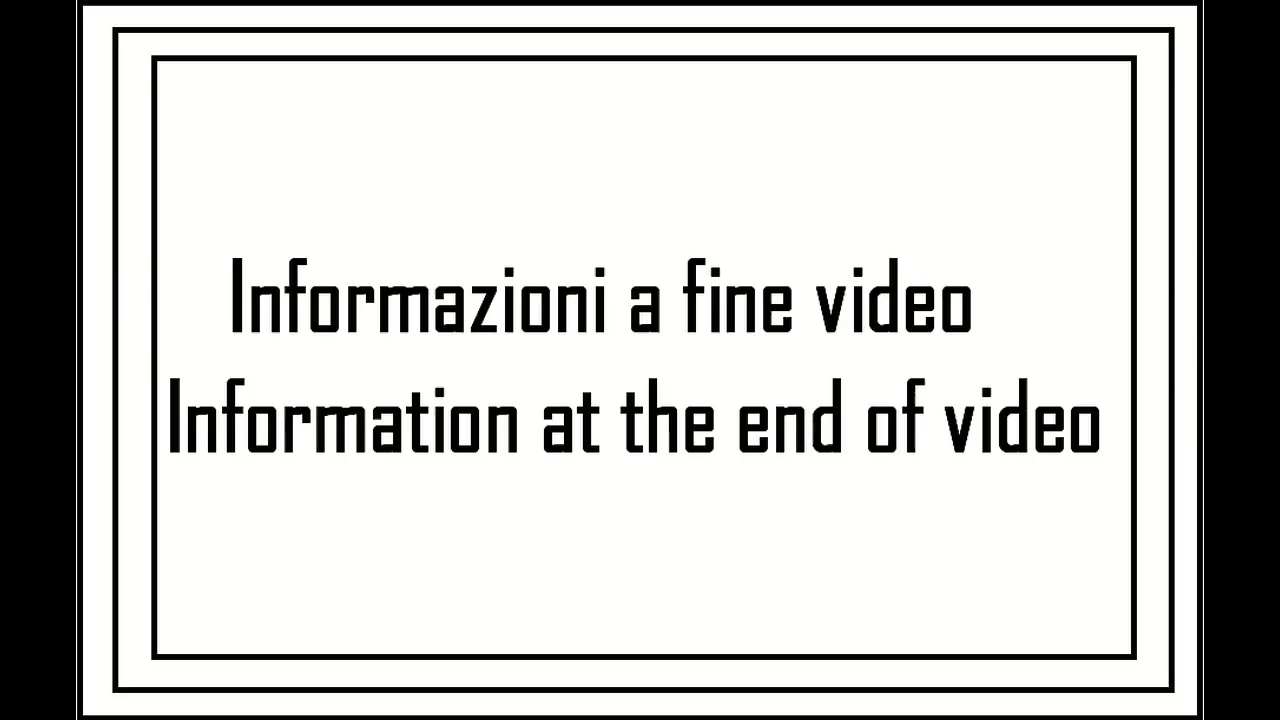 Informazioni a fine video
Information at the end of video